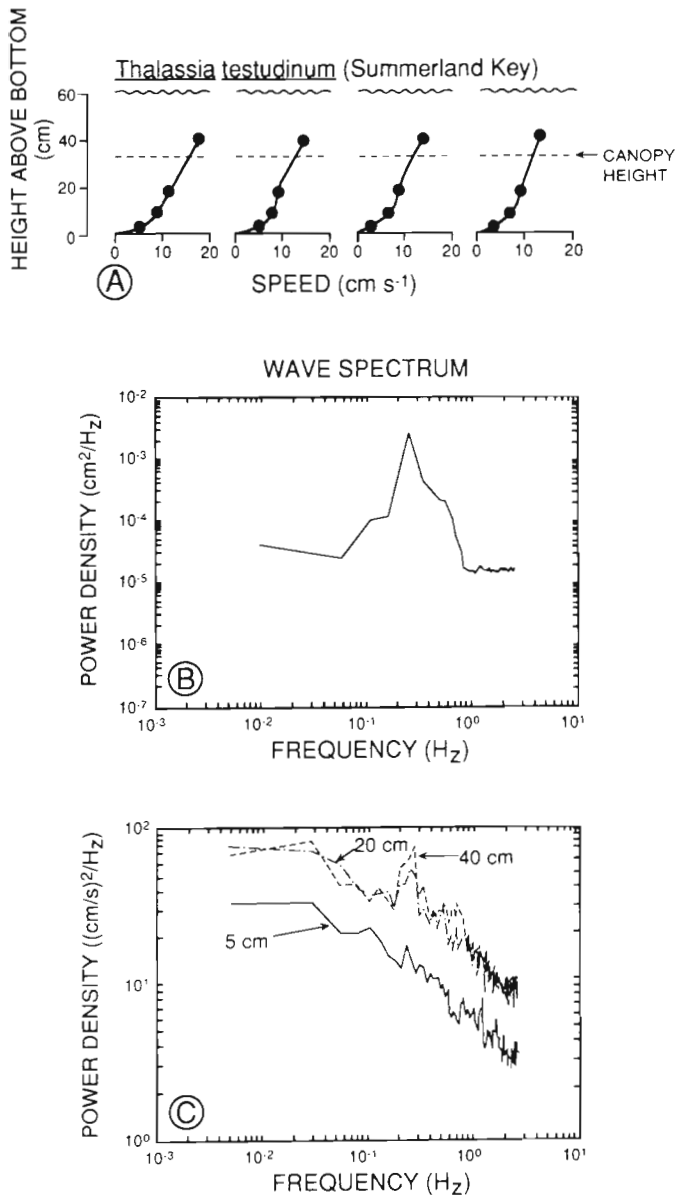 HEIGHT ABOVE BOTTOM
(cm)
Thalassia testudinum (Summerland Key)
60
40
20
0
CANOPY
HEIGHT
0 10 20 0 10 20 0 10 20 0 10 20
SPEED (cm s-1)
A
WAVE SPECTRUM
POWER DENSITY (cm2/Hz)
10-2
10-3
10-4
10-5
10-6
10-7
B
10-3 10-2 10-1 100 101
FREQUENCY (Hz)
POWER DENSITY ((cm/s)2/Hz)
102
20 cm
40 cm
5 cm
101
100
C
10-3 10-2 10-1 100 101
FREQUENCY (Hz)